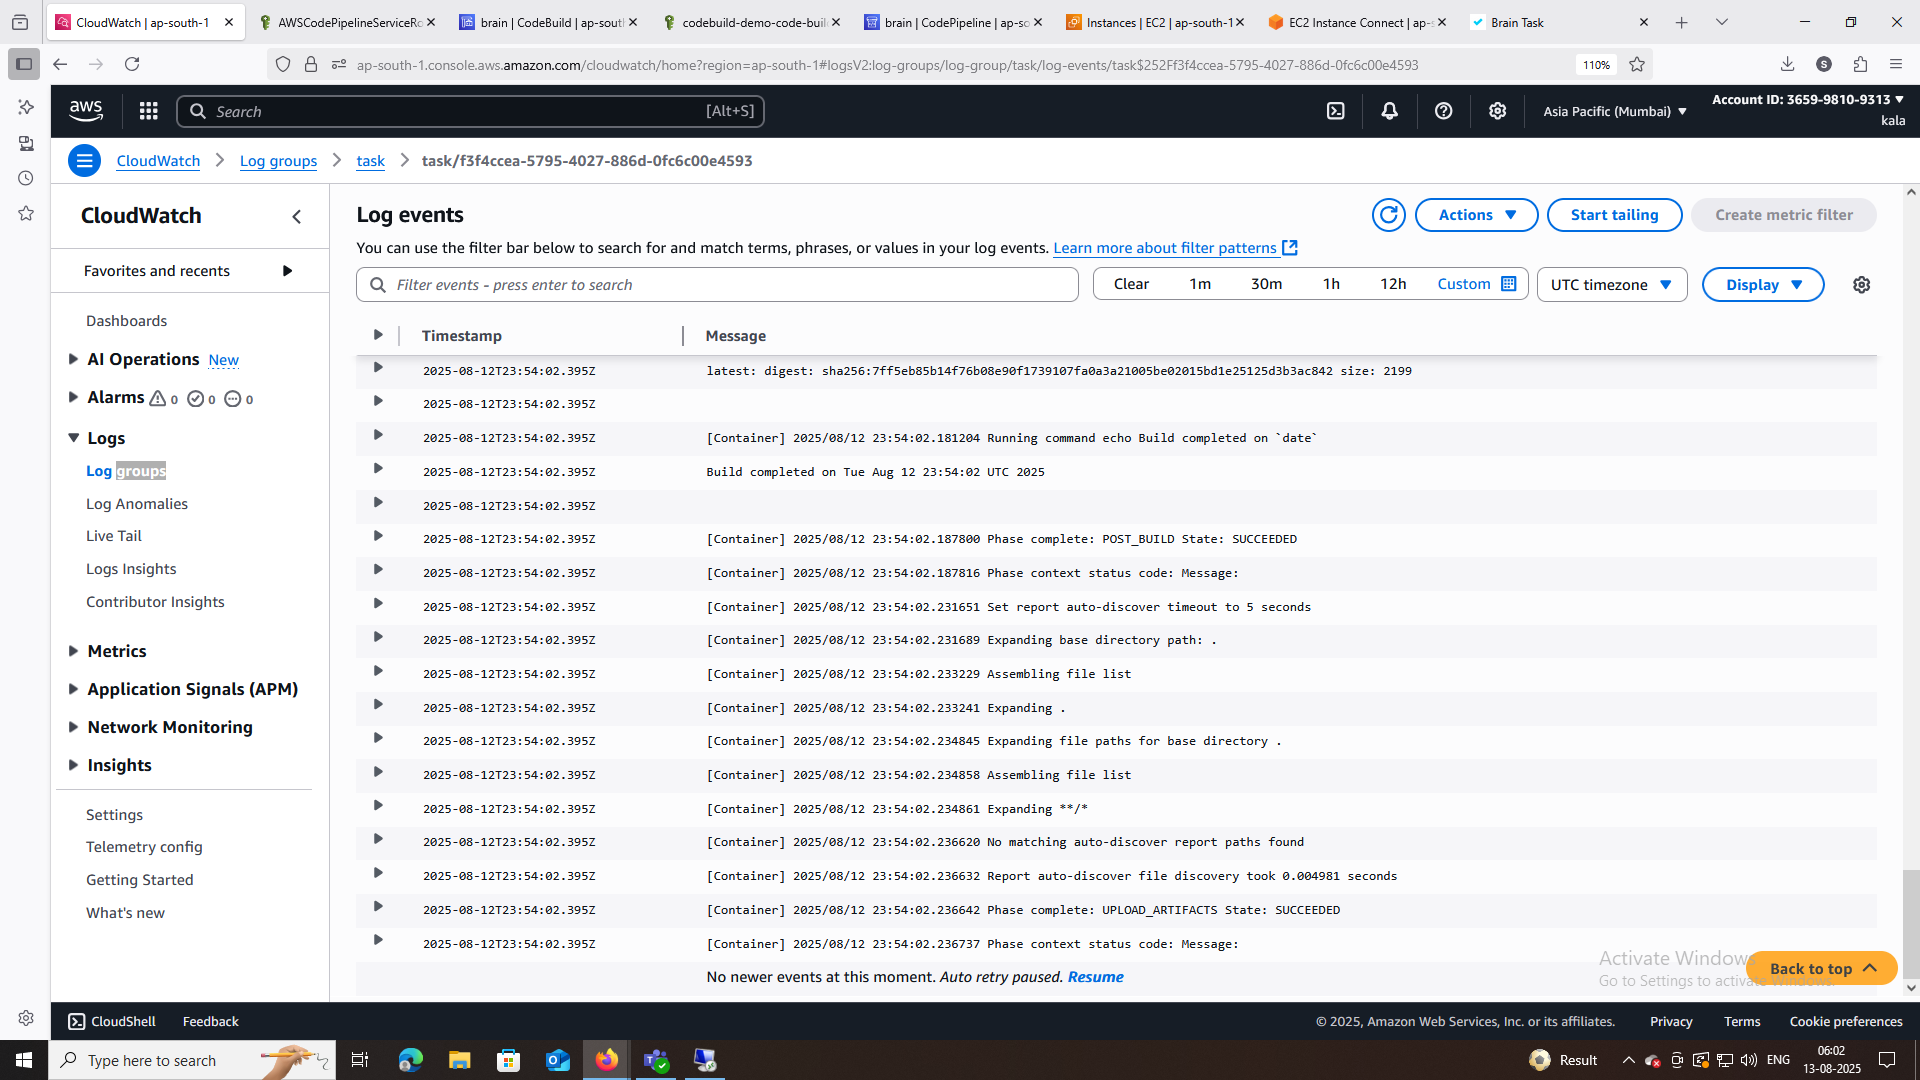 CloudWatch | ap-south-1
AWSCodePipelineServiceRo
brain | CodeBuild | ap-sout
codebuild-demo-code-buil
brain | CodePipeline | ap-so
Instances | EC2 | ap-south-1
EC2 Instance Connect | ap-s
Brain Task
ap-south-1.console.aws.amazon.com/cloudwatch/home?region=ap-south-1#logsV2:log-groups/log-group/task/log-events/task$252Ff3f4ccea-5795-4027-886d-0fc6c00e4593
110%
aws
Search
[Alt+S]
Asia Pacific (Mumbai)
Account ID: 3659-9810-9313
kala
CloudWatch
Log groups
task
task/f3f4ccea-5795-4027-886d-0fc6c00e4593
CloudWatch
Favorites and recents
Dashboards
AI Operations New
Alarms 0 0 0
Logs
Log groups
Log Anomalies
Live Tail
Logs Insights
Contributor Insights
Metrics
Application Signals (APM)
Network Monitoring
Insights
Settings
Telemetry config
Getting Started
What's new
Log events
Actions
Start tailing
Create metric filter
You can use the filter bar below to search for and match terms, phrases, or values in your log events. Learn more about filter patterns
Filter events - press enter to search
Clear 1m 30m 1h 12h Custom
UTC timezone
Display
Timestamp Message
2025-08-12T23:54:02.395Z latest: digest: sha256:7ff5eb85b14f76b08e90f1739107fa0a3a21005be02015bd1e25125d3b3ac842 size: 2199
2025-08-12T23:54:02.395Z
2025-08-12T23:54:02.395Z [Container] 2025/08/12 23:54:02.181204 Running command echo Build completed on `date`
2025-08-12T23:54:02.395Z Build completed on Tue Aug 12 23:54:02 UTC 2025
2025-08-12T23:54:02.395Z
2025-08-12T23:54:02.395Z [Container] 2025/08/12 23:54:02.187800 Phase complete: POST_BUILD State: SUCCEEDED
2025-08-12T23:54:02.395Z [Container] 2025/08/12 23:54:02.187816 Phase context status code: Message:
2025-08-12T23:54:02.395Z [Container] 2025/08/12 23:54:02.231651 Set report auto-discover timeout to 5 seconds
2025-08-12T23:54:02.395Z [Container] 2025/08/12 23:54:02.231689 Expanding base directory path: .
2025-08-12T23:54:02.395Z [Container] 2025/08/12 23:54:02.233229 Assembling file list
2025-08-12T23:54:02.395Z [Container] 2025/08/12 23:54:02.233241 Expanding .
2025-08-12T23:54:02.395Z [Container] 2025/08/12 23:54:02.234845 Expanding file paths for base directory .
2025-08-12T23:54:02.395Z [Container] 2025/08/12 23:54:02.234858 Assembling file list
2025-08-12T23:54:02.395Z [Container] 2025/08/12 23:54:02.234861 Expanding **/*
2025-08-12T23:54:02.395Z [Container] 2025/08/12 23:54:02.236620 No matching auto-discover report paths found
2025-08-12T23:54:02.395Z [Container] 2025/08/12 23:54:02.236632 Report auto-discover file discovery took 0.004981 seconds
2025-08-12T23:54:02.395Z [Container] 2025/08/12 23:54:02.236642 Phase complete: UPLOAD_ARTIFACTS State: SUCCEEDED
2025-08-12T23:54:02.395Z [Container] 2025/08/12 23:54:02.236737 Phase context status code: Message:
No newer events at this moment. Auto retry paused. Resume
Activate Windows
Go to Settings to activate Windows.
Back to top
CloudShell
Feedback
© 2025, Amazon Web Services, Inc. or its affiliates.
Privacy
Terms
Cookie preferences
Type here to search
Result
ENG
06:02
13-08-2025